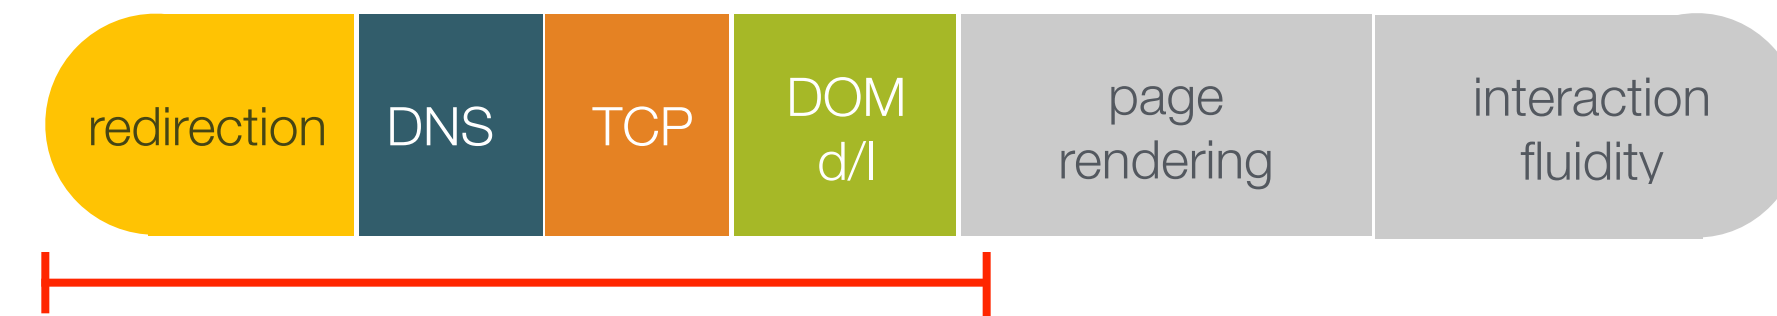 redirection
DNS
TCP
DOM
d/l
page
rendering
interaction
fluidity